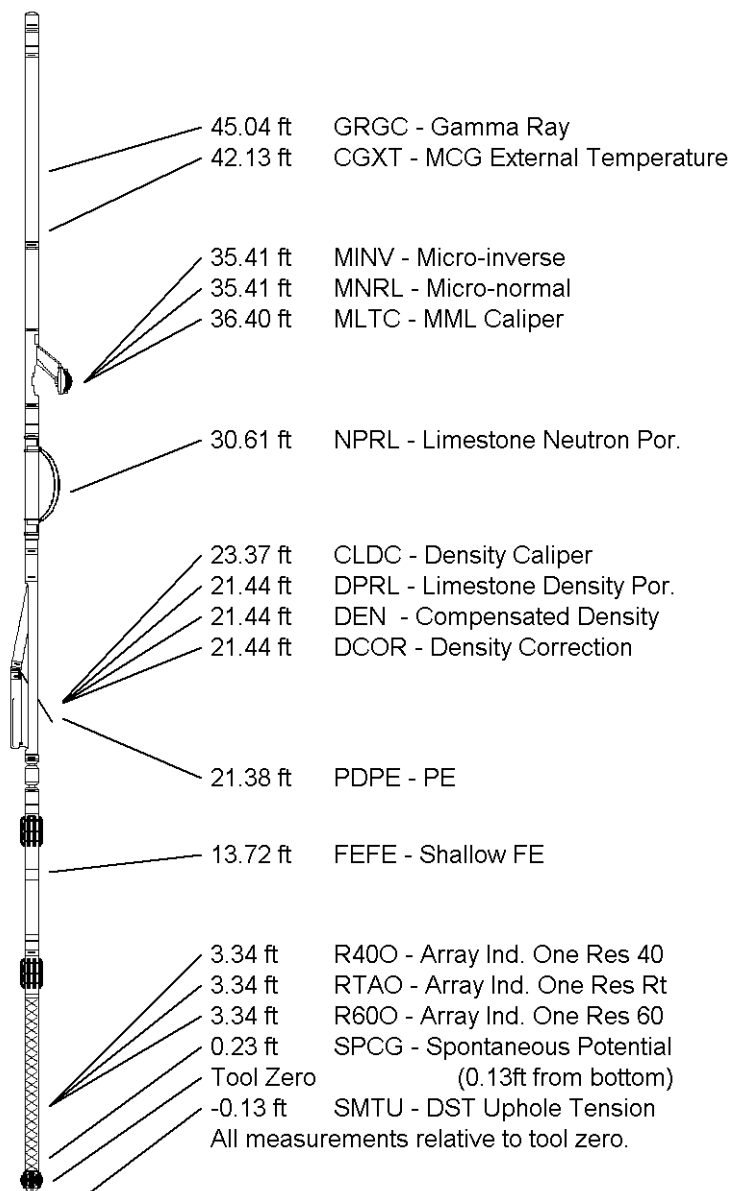 45.04 ft GRGC - Gamma Ray
42.13 ft CGXT - MCG External Temperature
35.41 ft MINV - Micro-inverse
35.41 ft MNRL - Micro-normal
36.40 ft MLTC - MML Caliper
30.61 ft NPRL - Limestone Neutron Por.
23.37 ft CLDC - Density Caliper
21.44 ft DPRL - Limestone Density Por.
21.44 ft DEN - Compensated Density
21.44 ft DCOR - Density Correction
21.38 ft PDPE - PE
13.72 ft FEFE - Shallow FE
3.34 ft R40O - Array Ind. One Res 40
3.34 ft RTAO - Array Ind. One Res Rt
3.34 ft R60O - Array Ind. One Res 60
0.23 ft SPCG - Spontaneous Potential
Tool Zero (0.13ft from bottom)
-0.13 ft SMTU - DST Uphole Tension
All measurements relative to tool zero.